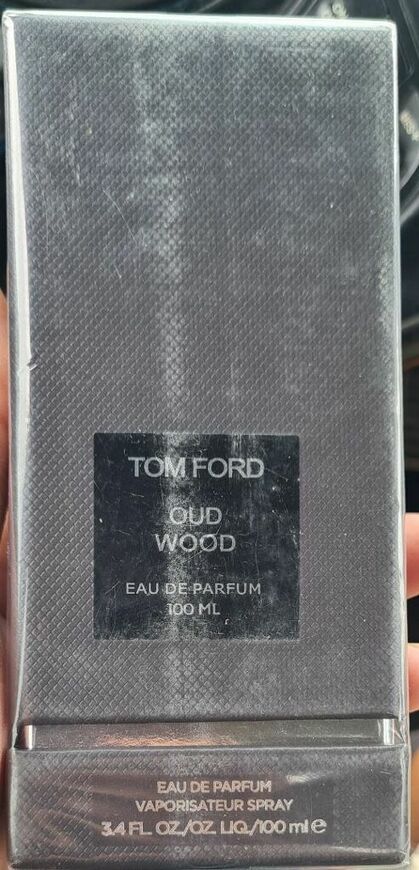 TOM FORD
OUD
WOOD
EAU DE PARFUM
100 ML
EAU DE PARFUM
VAPORISATEUR SPRAY
3.4 FL. OZ./OZ. LIQ./100 ml ℮